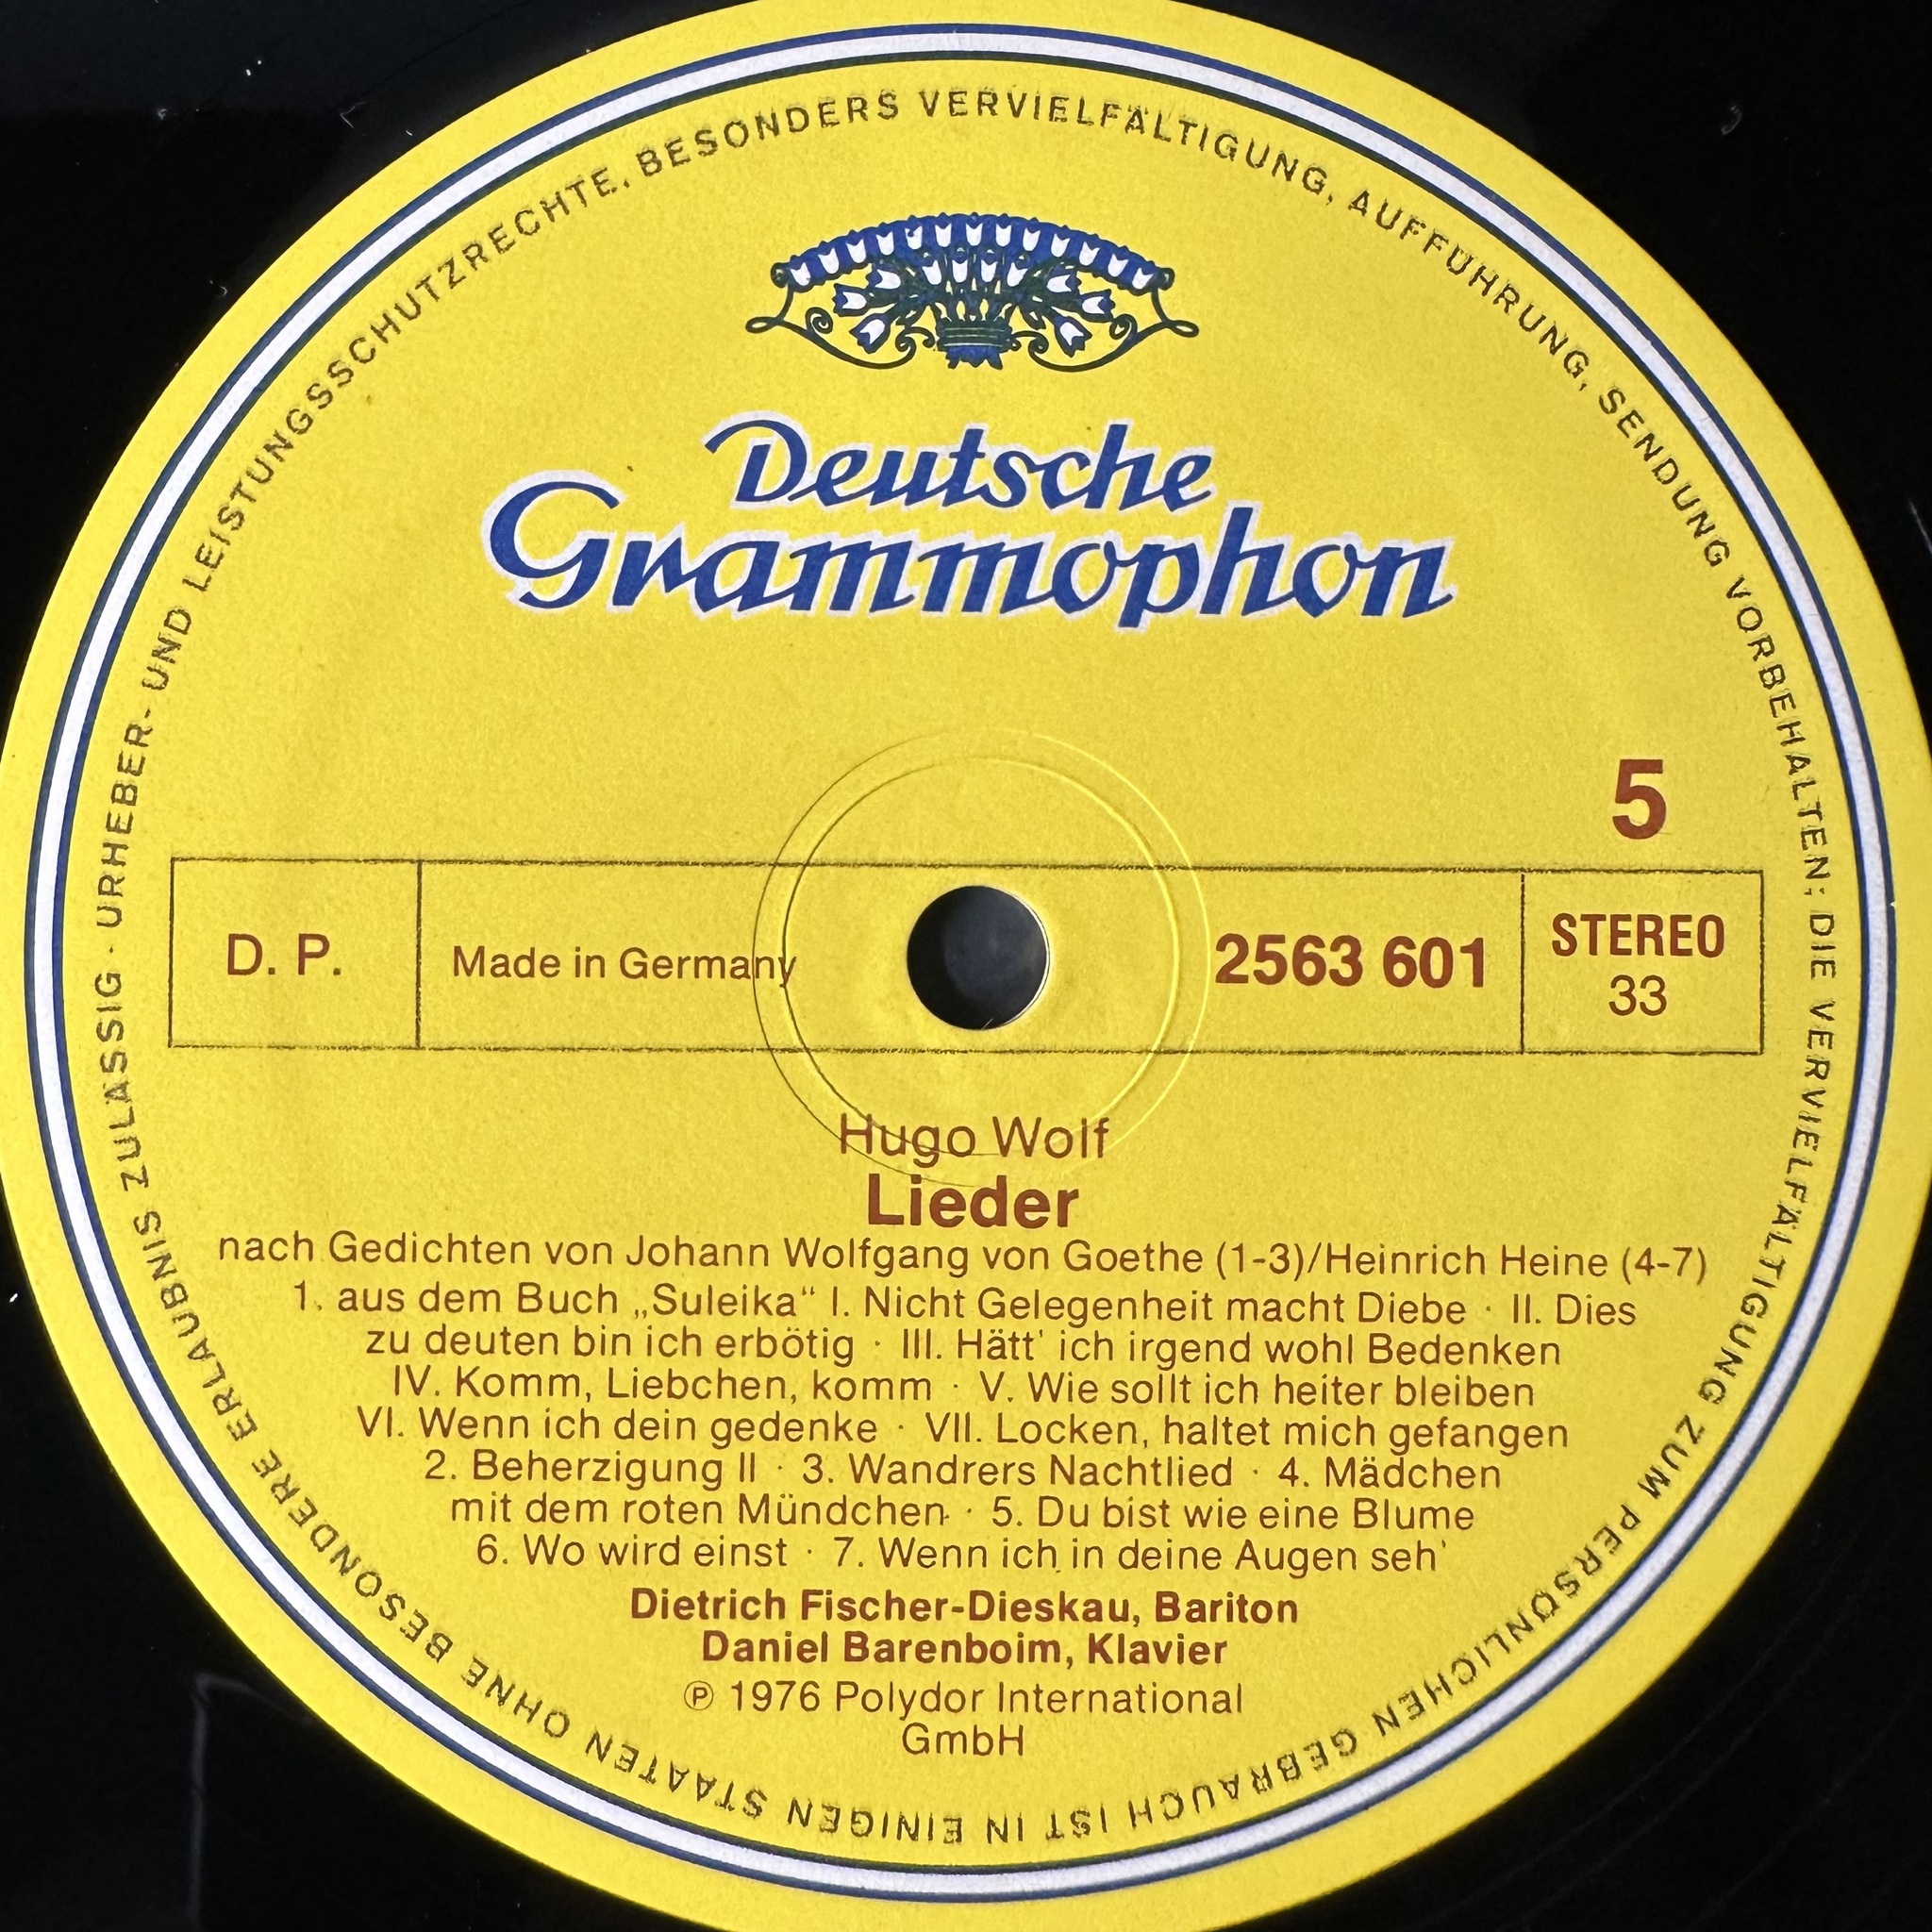 URHEBER- UND LEISTUNGSSCHUTZRECHTE, BESONDERS VERVIELFÄLTIGUNG, AUFFÜHRUNG, SENDUNG VORBEHALTEN; DIE VERVIELFÄLTIGUNG ZUM PERSÖNLICHEN GEBRAUCH IST IN EINIGEN STAATEN OHNE BESONDERE ERLAUBNIS ZULÄSSIG ·
Deutsche
Grammophon
5
D. P.
Made in Germany
2563 601
STEREO
33
Hugo Wolf
Lieder
nach Gedichten von Johann Wolfgang von Goethe (1-3)/Heinrich Heine (4-7)
1. aus dem Buch „Suleika“ I. Nicht Gelegenheit macht Diebe · II. Dies
zu deuten bin ich erbötig · III. Hätt' ich irgend wohl Bedenken
IV. Komm, Liebchen, komm · V. Wie sollt ich heiter bleiben
VI. Wenn ich dein gedenke · VII. Locken, haltet mich gefangen
2. Beherzigung II · 3. Wandrers Nachtlied · 4. Mädchen
mit dem roten Mündchen · 5. Du bist wie eine Blume
6. Wo wird einst · 7. Wenn ich in deine Augen seh'
Dietrich Fischer-Dieskau, Bariton
Daniel Barenboim, Klavier
℗ 1976 Polydor International
GmbH